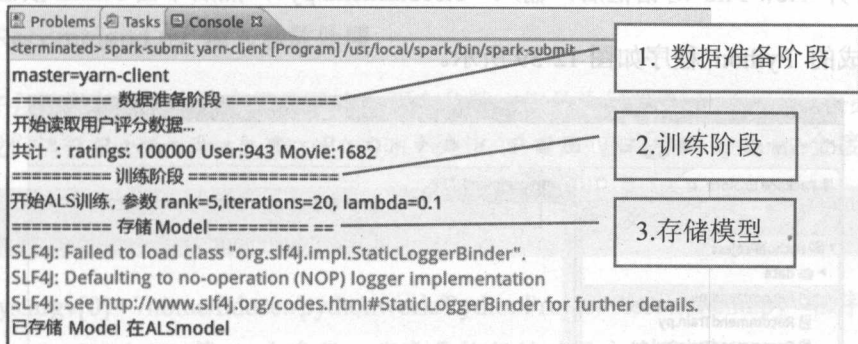 Problems Tasks Console
<terminated> spark-submit yarn-client [Program] /usr/local/spark/bin/spark-submit
1. 数据准备阶段
master=yarn-client
========== 数据准备阶段 ============
开始读取用户评分数据...
共计 : ratings: 100000 User:943 Movie:1682
2.训练阶段
========== 训练阶段 ================
开始ALS训练, 参数 rank=5,iterations=20, lambda=0.1
3.存储模型
========== 存储 Model========== ==
SLF4J: Failed to load class "org.slf4j.impl.StaticLoggerBinder".
SLF4J: Defaulting to no-operation (NOP) logger implementation
SLF4J: See http://www.slf4j.org/codes.html#StaticLoggerBinder for further details.
已存储 Model 在ALSmodel